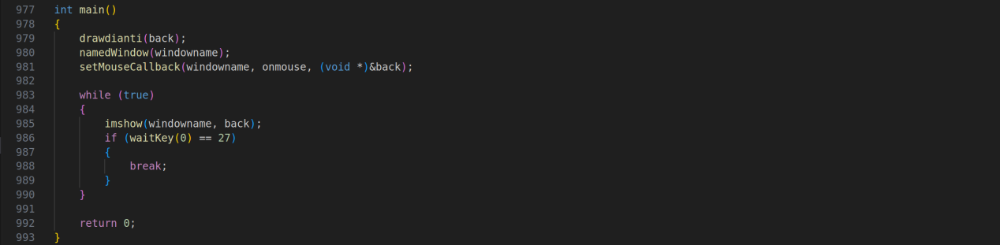 977 int main()
978 {
979     drawdianti(back);
980     namedWindow(windowname);
981     setMouseCallback(windowname, onmouse, (void *)&back);
982
983     while (true)
984     {
985         imshow(windowname, back);
986         if (waitKey(0) == 27)
987         {
988             break;
989         }
990     }
991
992     return 0;
993 }